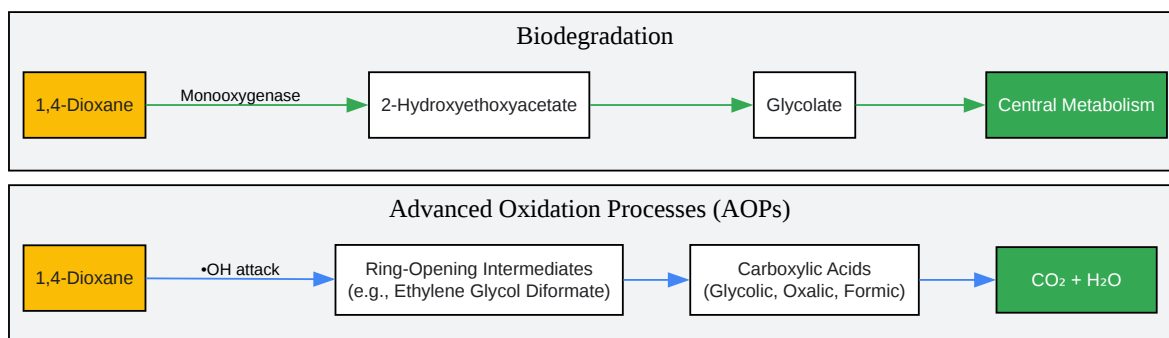 Biodegradation
1,4-Dioxane
Monooxygenase
2-Hydroxyethoxyacetate
Glycolate
Central Metabolism
Advanced Oxidation Processes (AOPs)
1,4-Dioxane
•OH attack
Ring-Opening Intermediates
(e.g., Ethylene Glycol Diformate)
Carboxylic Acids
(Glycolic, Oxalic, Formic)
CO₂ + H₂O